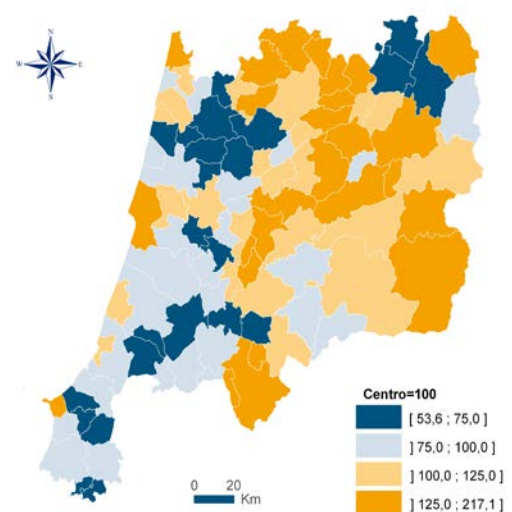 N
W E
S
Centro=100
[ 53,6 ; 75,0 ]
] 75,0 ; 100,0 ]
] 100,0 ; 125,0 ]
] 125,0 ; 217,1 ]
0 20
Km